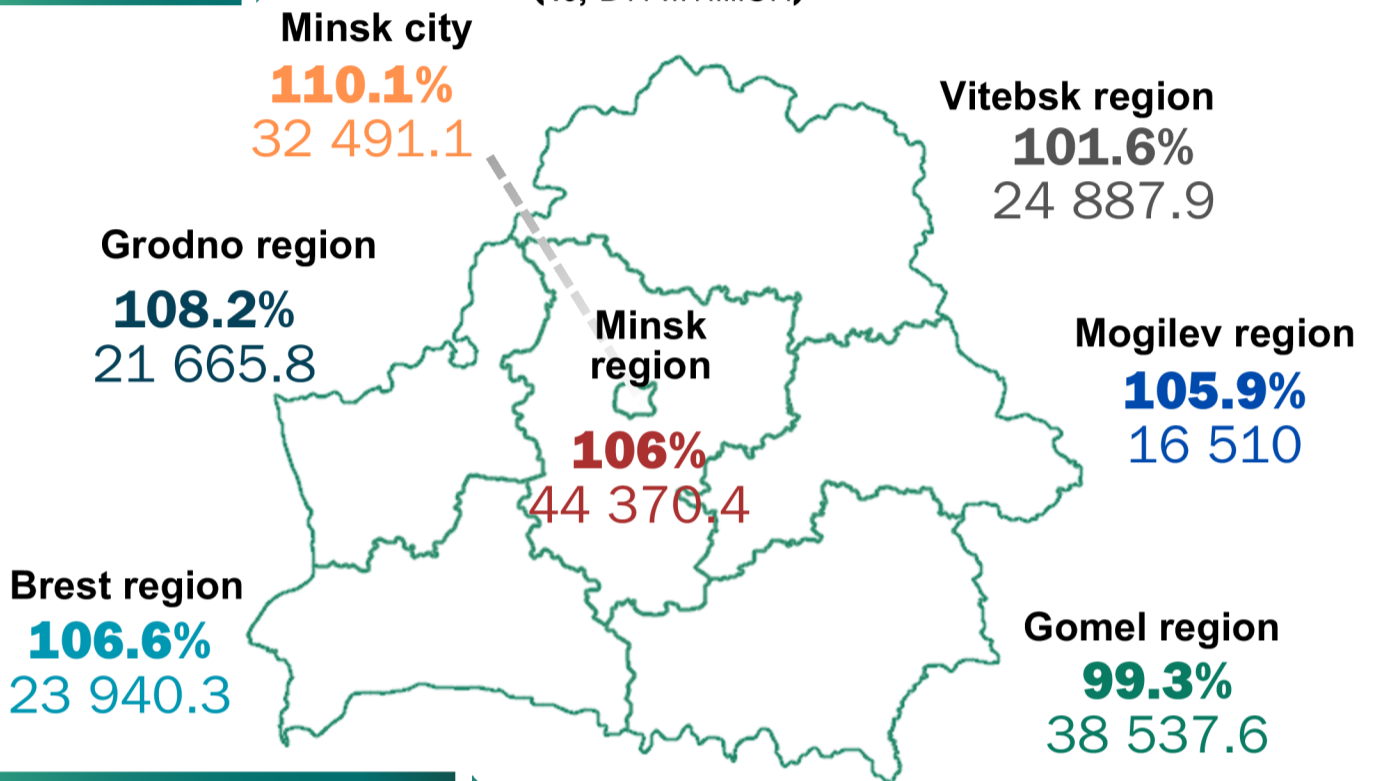 Minsk city
110.1%
32 491.1
Vitebsk region
101.6%
24 887.9
Grodno region
108.2%
21 665.8
Minsk
region
106%
44 370.4
Mogilev region
105.9%
16 510
Brest region
106.6%
23 940.3
Gomel region
99.3%
38 537.6